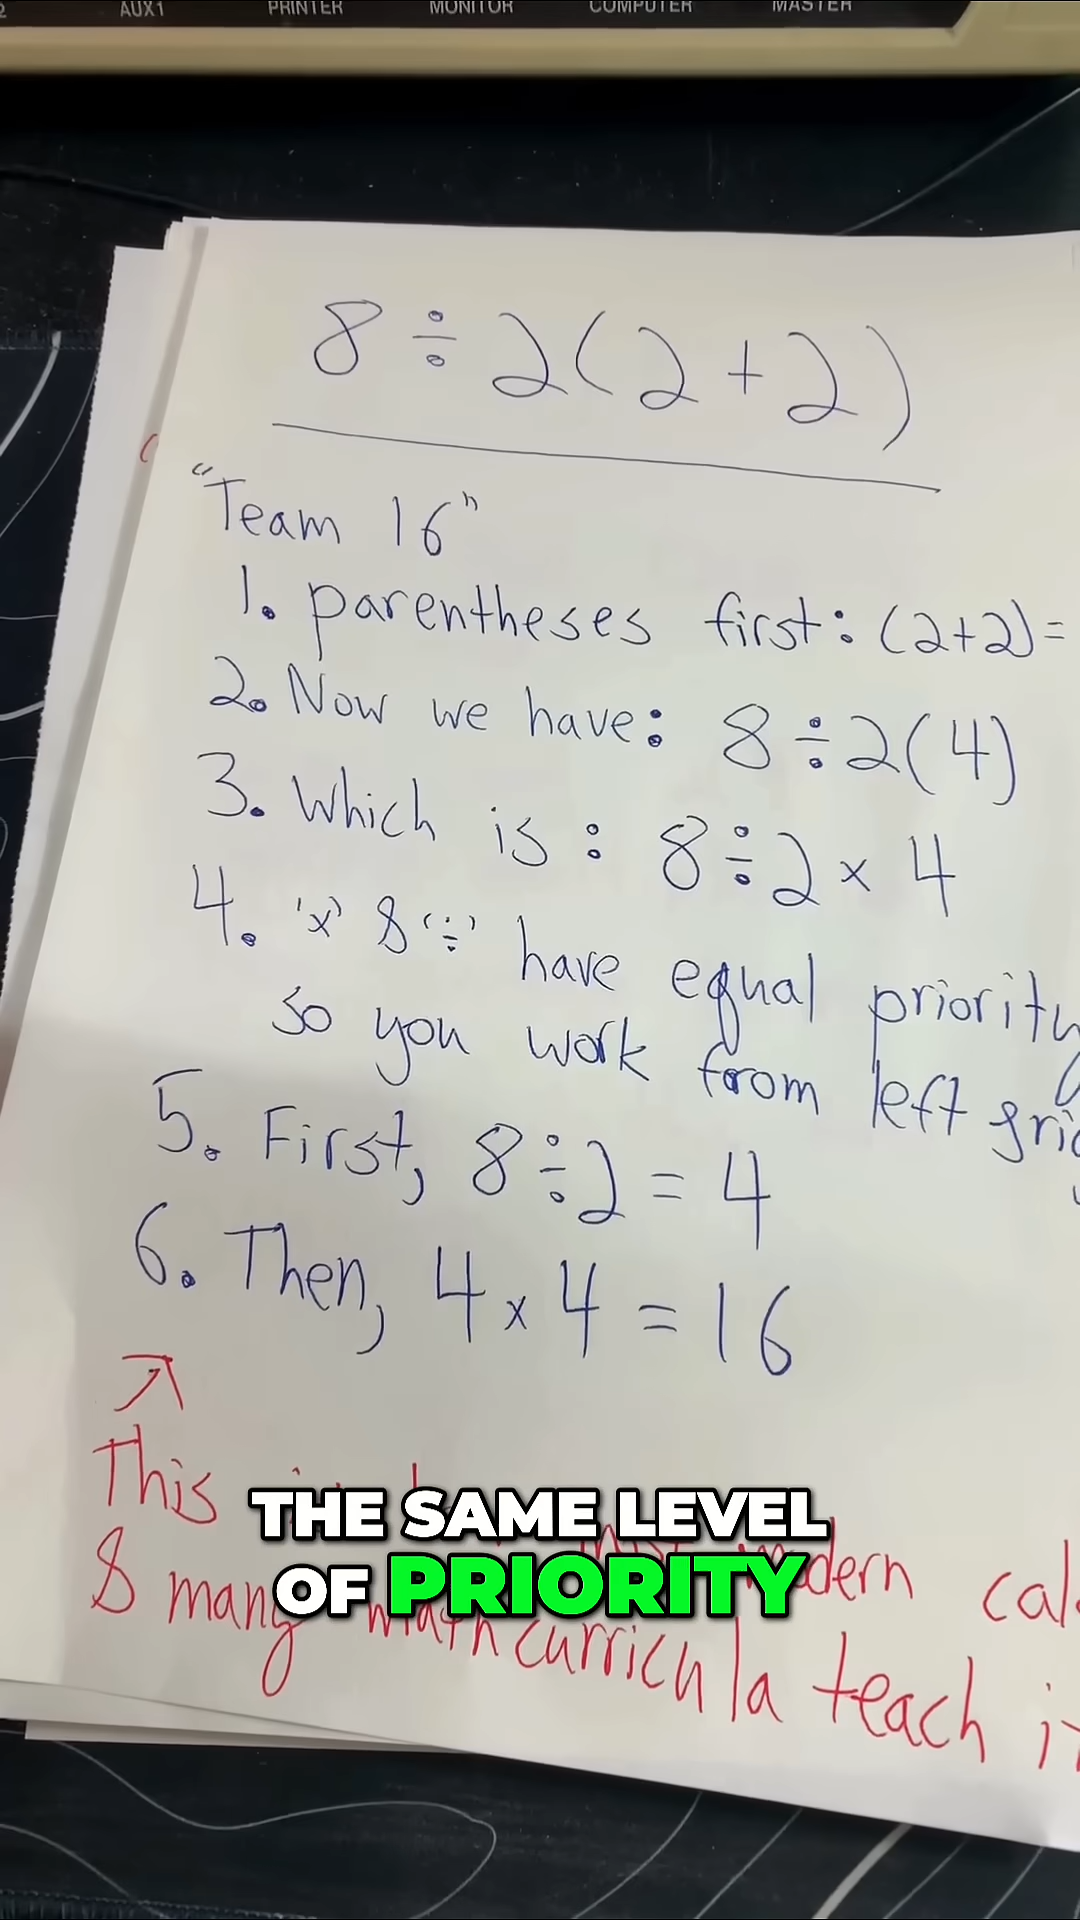 AUX1 PRINTER MONITOR COMPUTER MASTER
8 ÷ 2(2+2)
"Team 16"
1. parentheses first: (2+2)=
2. Now we have: 8÷2(4)
3. Which is: 8÷2 × 4
4. 'x' & '÷' have equal priority
so you work from left
5. First, 8÷2 = 4
6. Then, 4 x 4 = 16
This modern
& many math curricula teach
THE SAME LEVEL
OF PRIORITY